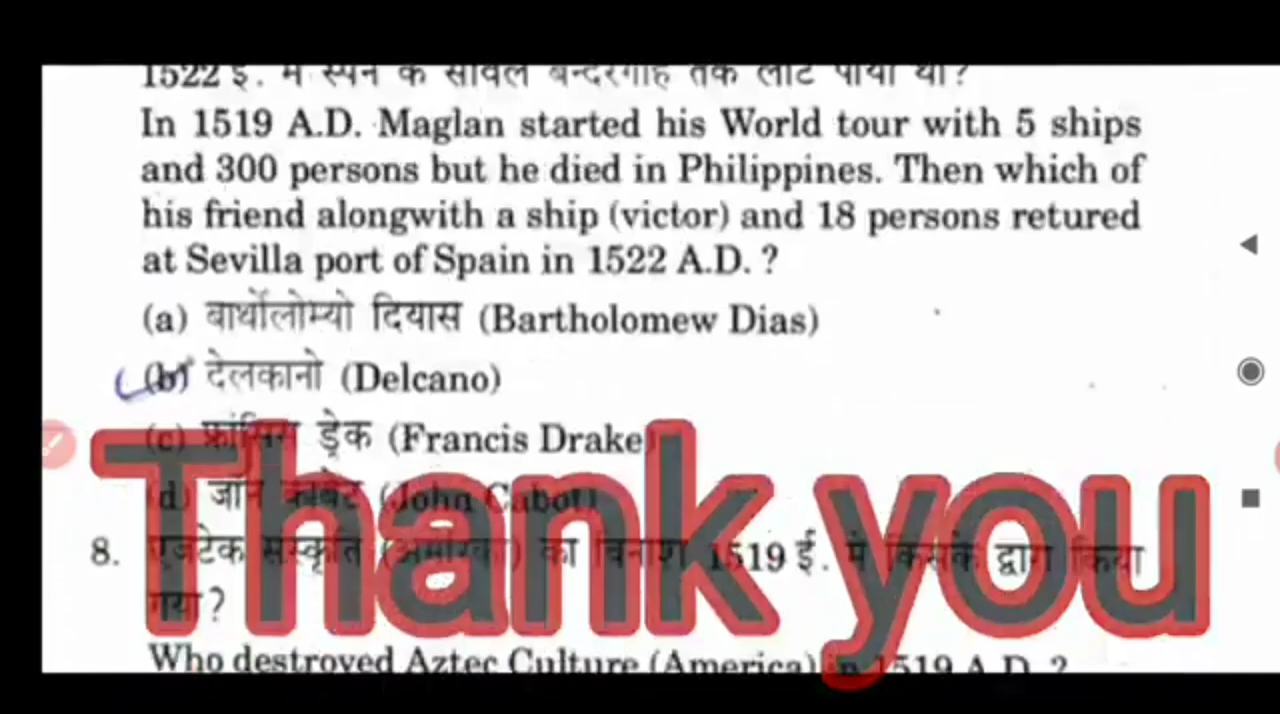 1522 ई. में स्पेन के सेविले बन्दरगाह तक लौट पाया था?
In 1519 A.D. Maglan started his World tour with 5 ships
and 300 persons but he died in Philippines. Then which of
his friend alongwith a ship (victor) and 18 persons retured
at Sevilla port of Spain in 1522 A.D. ?
(a) बार्थोलोम्यो दियास (Bartholomew Dias)
(b) देलकानो (Delcano)
(c) फ्रांसिस ड्रेक (Francis Drake)
(d) जॉन काबेट (John Cabot)
Thank you
8. एजटेक संस्कृति (अमेरिका) का विनाश 1519 ई. में किसके द्वारा किया
गया?
Who destroyed Aztec Culture (America) in 1519 A.D. ?